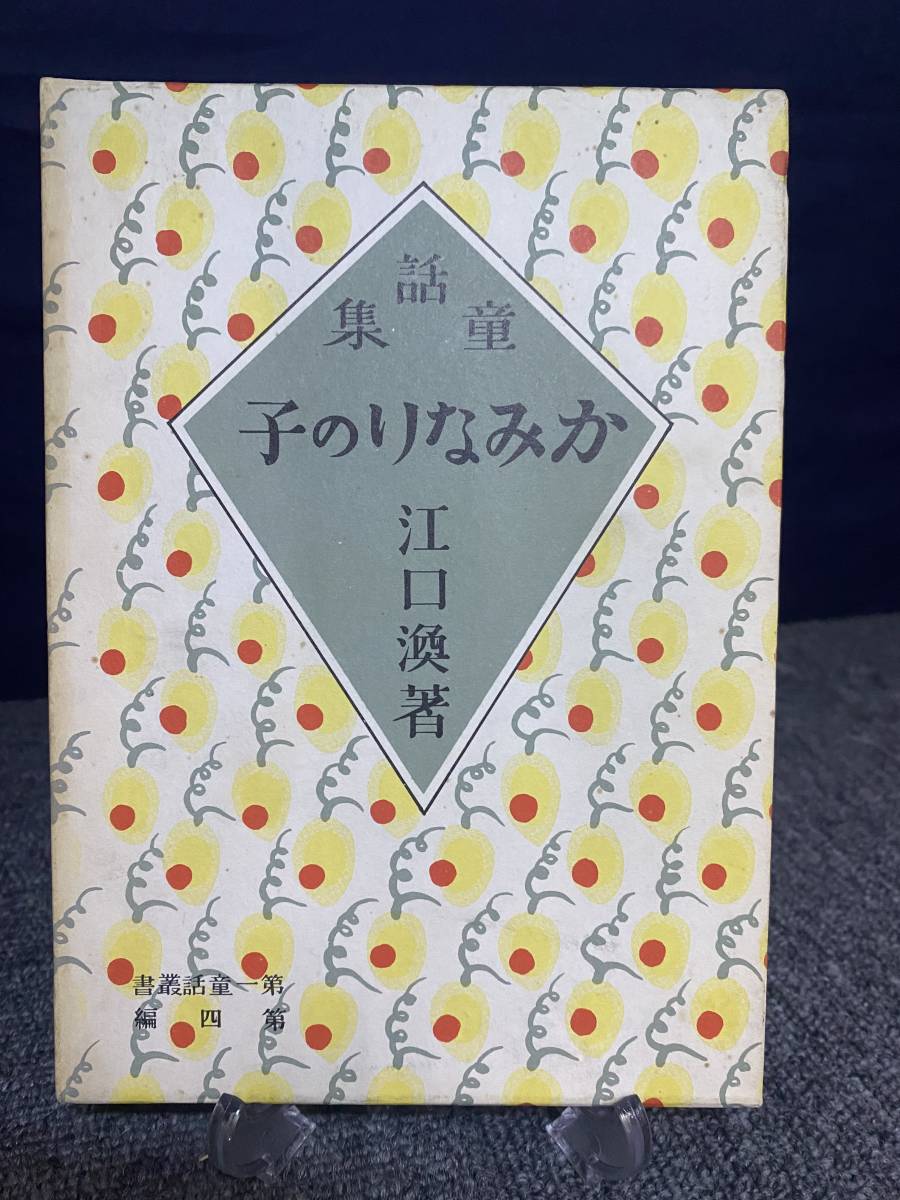 童話集
かみなりの子
江口渙著
第一童話叢書
第四編